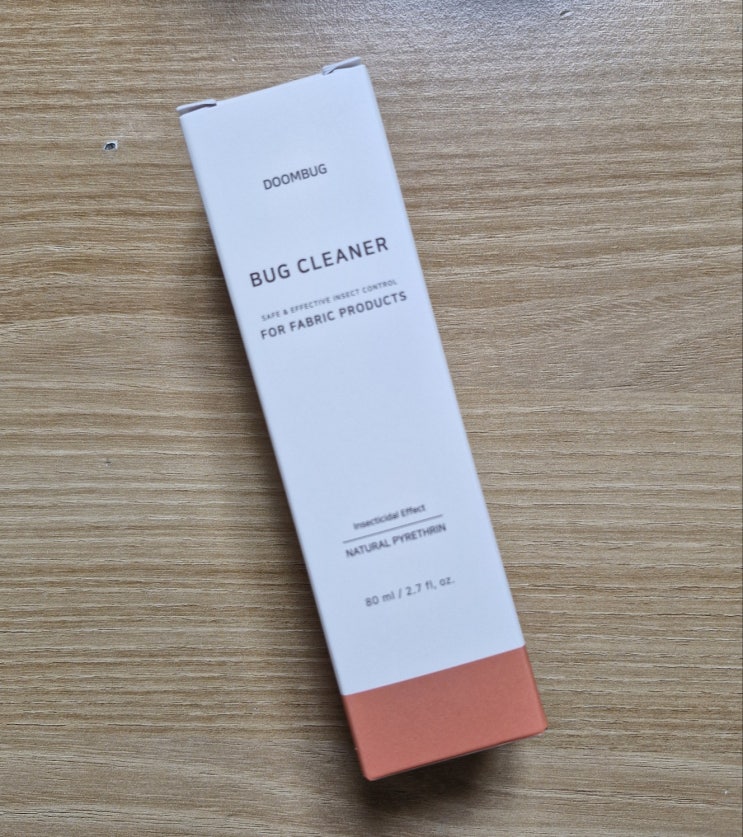 DOOMBUG
BUG CLEANER
SAFE & EFFECTIVE INSECT CONTROL
FOR FABRIC PRODUCTS
Insecticidal Effect
NATURAL PYRETHRIN
80 ml / 2.7 fl, oz.